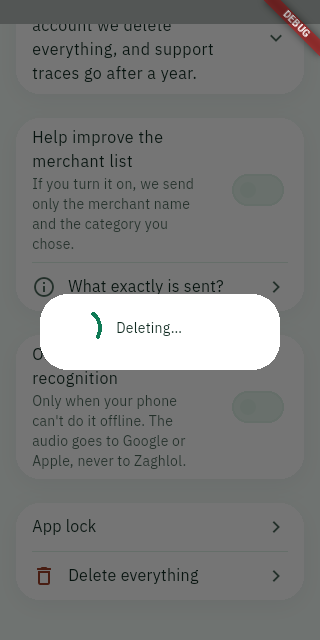 account we delete
everything, and support
traces go after a year.
DEBUG
Help improve the
merchant list
If you turn it on, we send
only the merchant name
and the category you
chose.
What exactly is sent?
Deleting...
recognition
Only when your phone
can't do it offline. The
audio goes to Google or
Apple, never to Zaghlol.
App lock
Delete everything